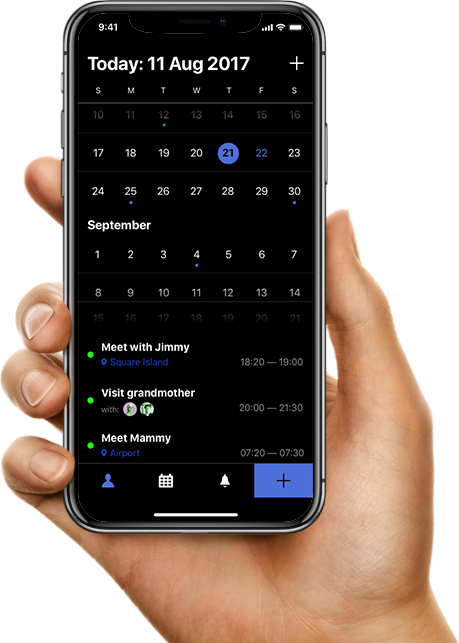 9:41
Today: 11 Aug 2017 +
S M T W T F S
10 11 12 13 14 15 16
17 18 19 20 21 22 23
24 25 26 27 28 29 30
September
1 2 3 4 5 6 7
8 9 10 11 12 13 14
15 16 17 18 19 20 21
Meet with Jimmy
Square Island 18:20 — 19:00
Visit grandmother
with: 20:00 — 21:30
Meet Mammy
Airport 07:20 — 07:30